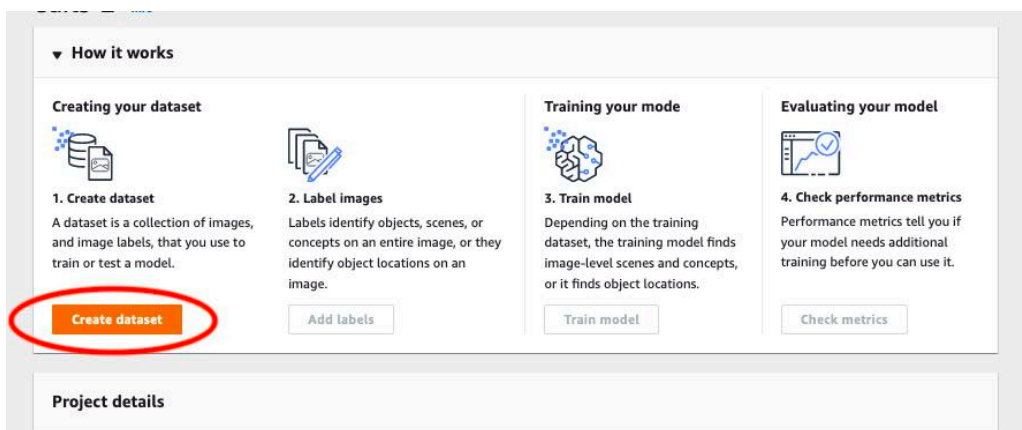 ▼ How it works
Creating your dataset
1. Create dataset
A dataset is a collection of images,
and image labels, that you use to
train or test a model.
Create dataset
2. Label images
Labels identify objects, scenes, or
concepts on an entire image, or they
identify object locations on an
image.
Add labels
Training your mode
3. Train model
Depending on the training
dataset, the training model finds
image-level scenes and concepts,
or it finds object locations.
Train model
Evaluating your model
4. Check performance metrics
Performance metrics tell you if
your model needs additional
training before you can use it.
Check metrics
Project details